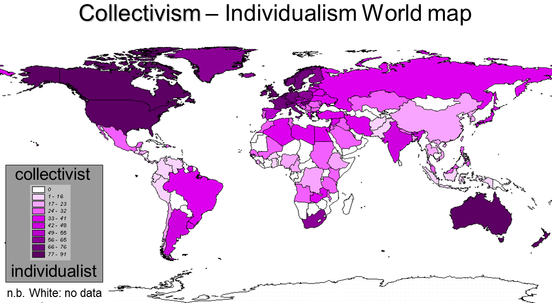 Collectivism – Individualism World map
collectivist
0
1 - 16
17 - 23
24 - 32
33 - 41
42 - 48
49 - 55
56 - 65
66 - 76
77 - 91
individualist
n.b. White: no data